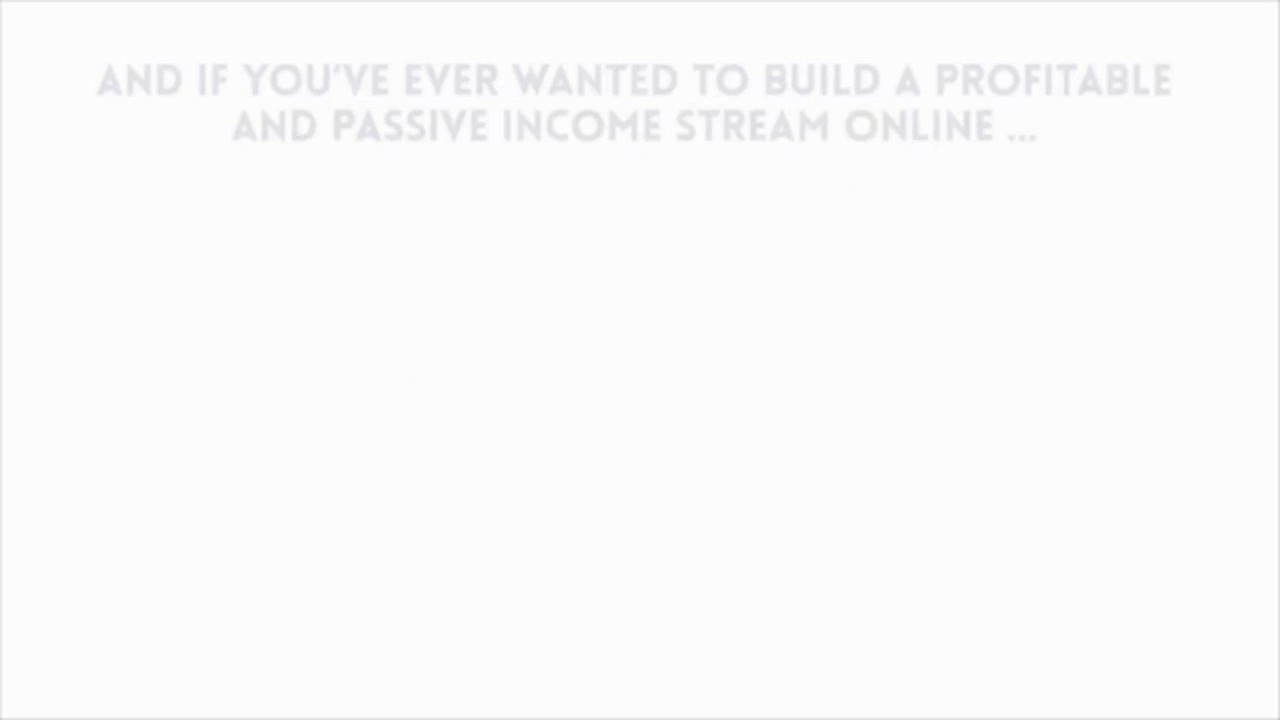 AND IF YOU'VE EVER WANTED TO BUILD A PROFITABLE
AND PASSIVE INCOME STREAM ONLINE ...